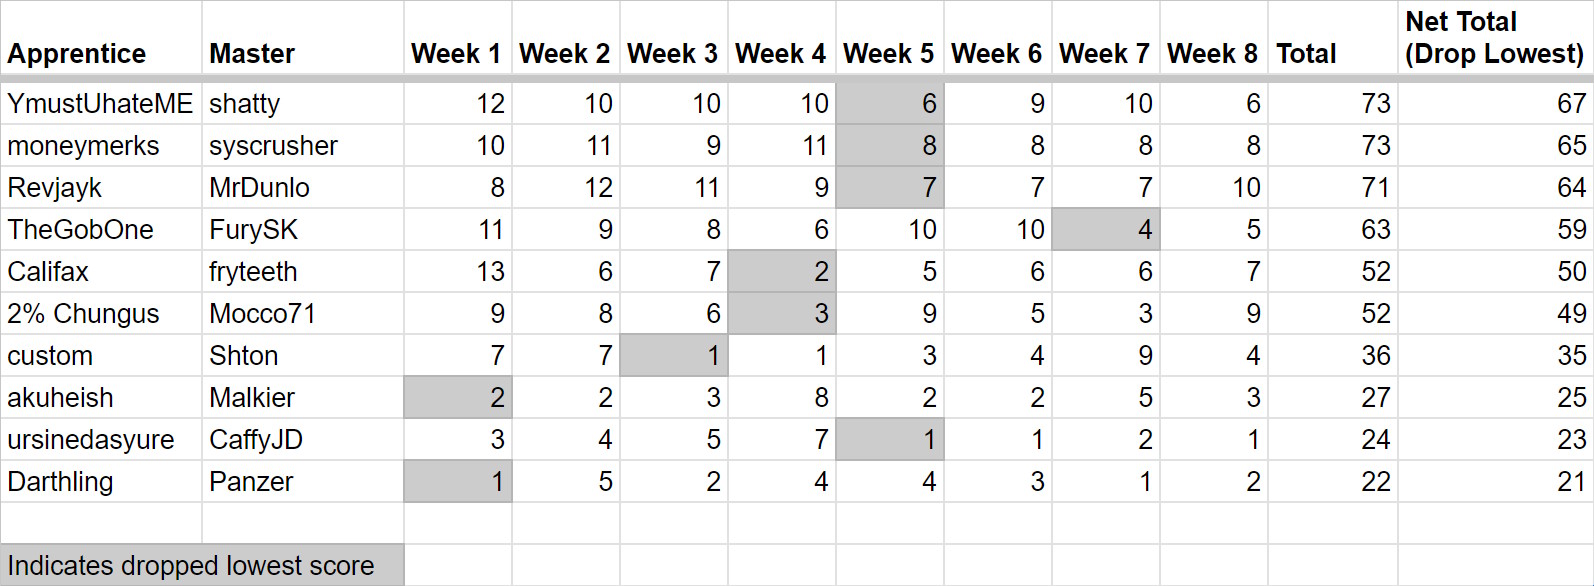 Apprentice Master Week 1 Week 2 Week 3 Week 4 Week 5 Week 6 Week 7 Week 8 Total Net Total (Drop Lowest)
YmustUhateME shatty 12 10 10 10 6 9 10 6 73 67
moneymerks syscrusher 10 11 9 11 8 8 8 8 73 65
Revjayk MrDunlo 8 12 11 9 7 7 7 10 71 64
TheGobOne FurySK 11 9 8 6 10 10 4 5 63 59
Califax fryteeth 13 6 7 2 5 6 6 7 52 50
2% Chungus Mocco71 9 8 6 3 9 5 3 9 52 49
custom Shton 7 7 1 1 3 4 9 4 36 35
akuheish Malkier 2 2 3 8 2 2 5 3 27 25
ursinedasyure CaffyJD 3 4 5 7 1 1 2 1 24 23
Darthling Panzer 1 5 2 4 4 3 1 2 22 21
Indicates dropped lowest score